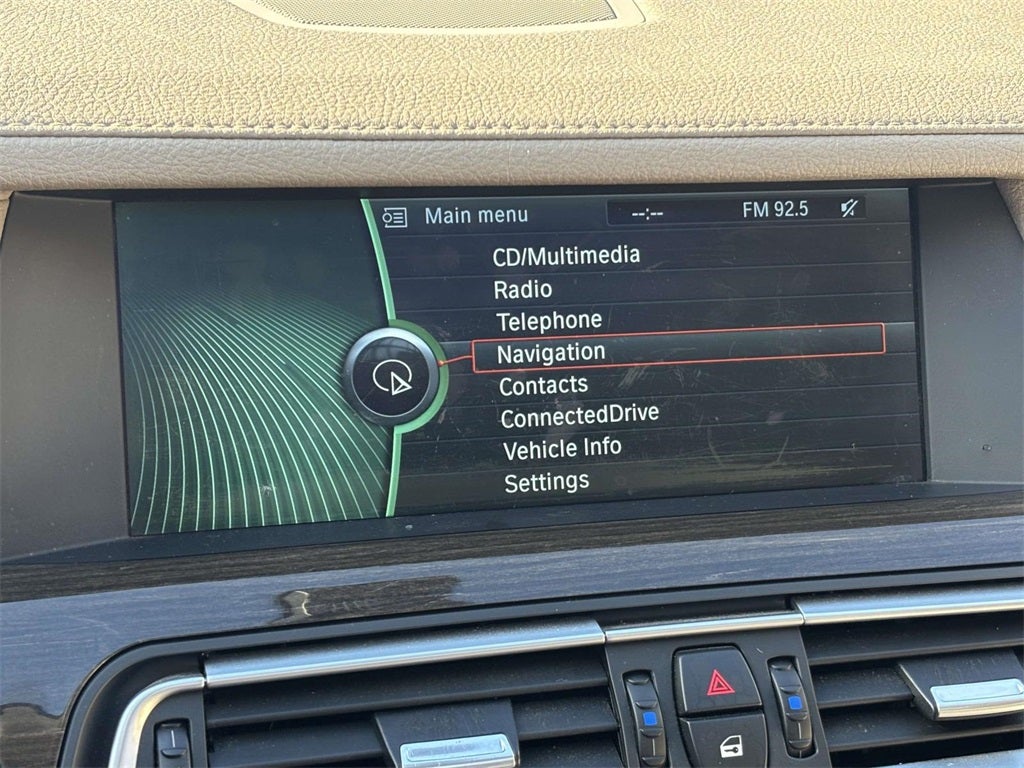 Main menu --:-- FM 92.5
CD/Multimedia
Radio
Telephone
Navigation
Contacts
ConnectedDrive
Vehicle Info
Settings